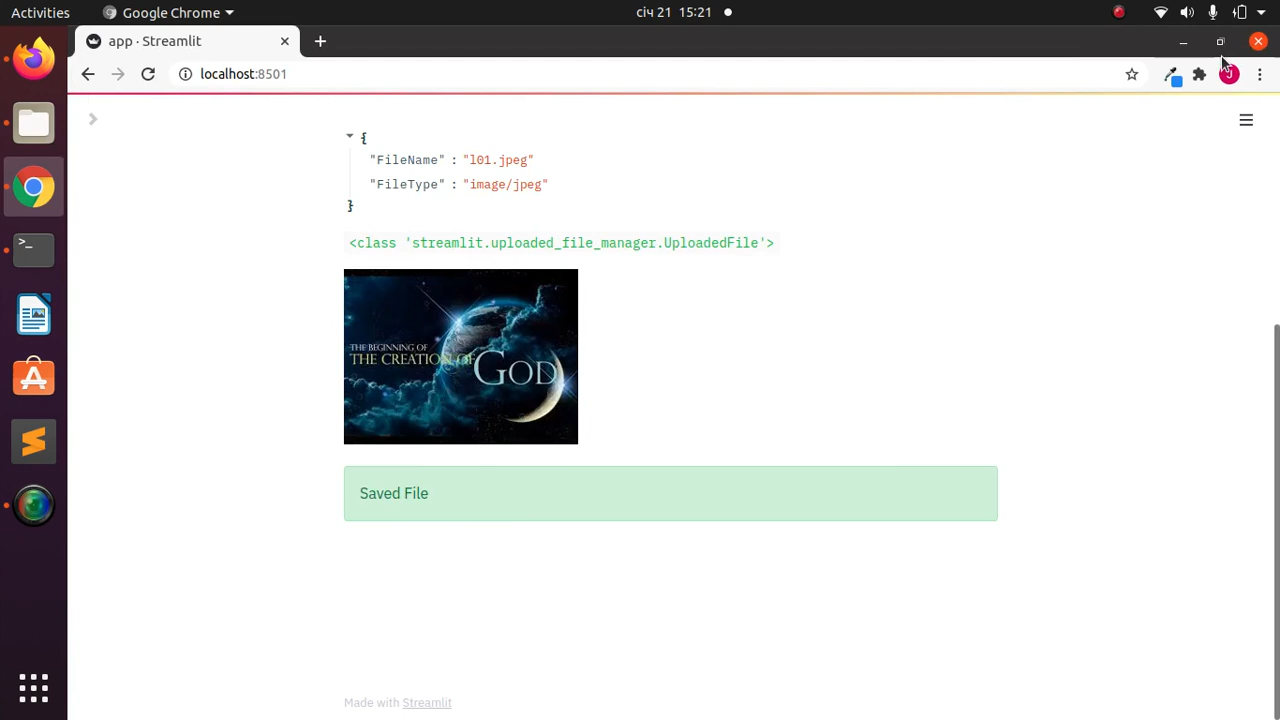 Activities
Google Chrome
січ 21 15:21
app · Streamlit
localhost:8501
J
{
"FileName" : "l01.jpeg"
"FileType" : "image/jpeg"
}
<class 'streamlit.uploaded_file_manager.UploadedFile'>
THE BEGINNING OF
THE CREATION OF
GOD
Saved File
Made with Streamlit
>_